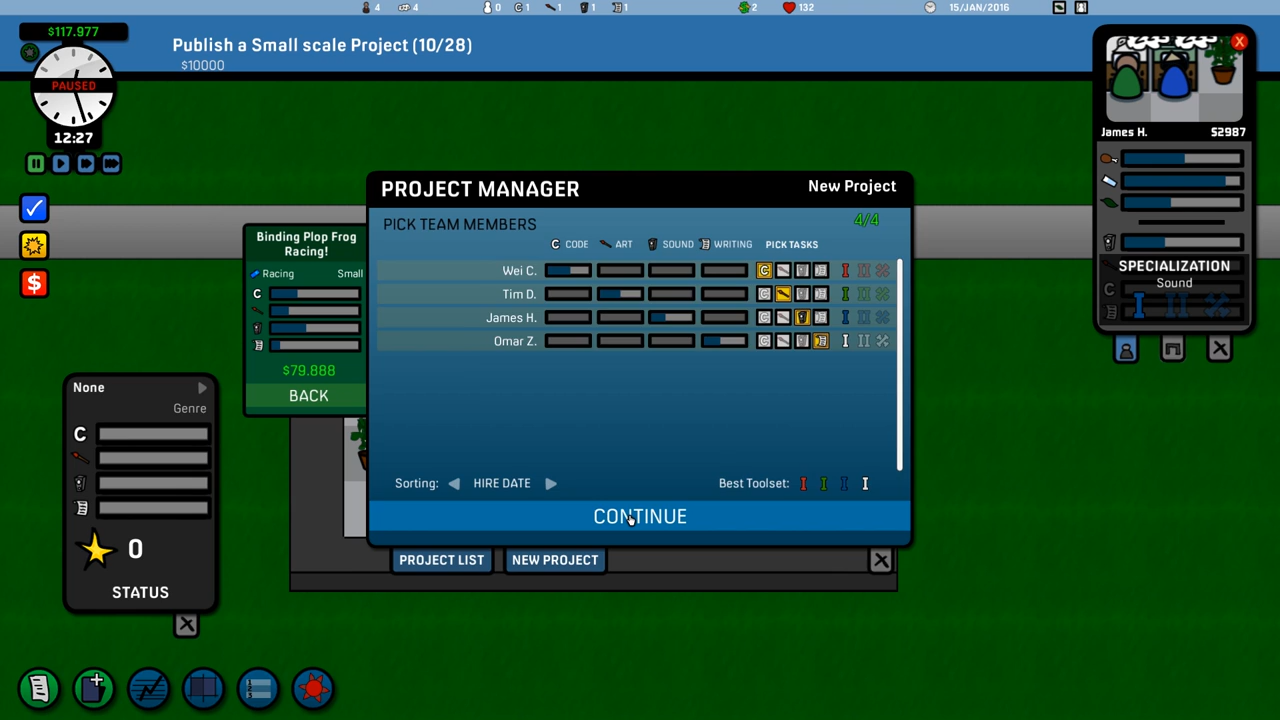 4 4 0 C 1 1 1 1 2 132 15/JAN/2016
$117.977
Publish a Small scale Project (10/28)
$10000
PAUSED
12:27
PROJECT MANAGER
New Project
PICK TEAM MEMBERS
4/4
C CODE ART SOUND WRITING PICK TASKS
Wei C. C
Tim D. C
James H. C
Omar Z. C
Sorting: HIRE DATE
Best Toolset:
CONTINUE
PROJECT LIST
NEW PROJECT
X
Binding Plop Frog
Racing!
Racing Small
C
$79.888
BACK
None
Genre
C
0
STATUS
X
X
James H. $2987
SPECIALIZATION
C
Sound
X